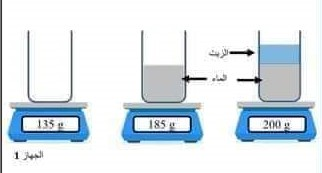 الزيت
الماء
135 g
185 g
200 g
الجهاز 1